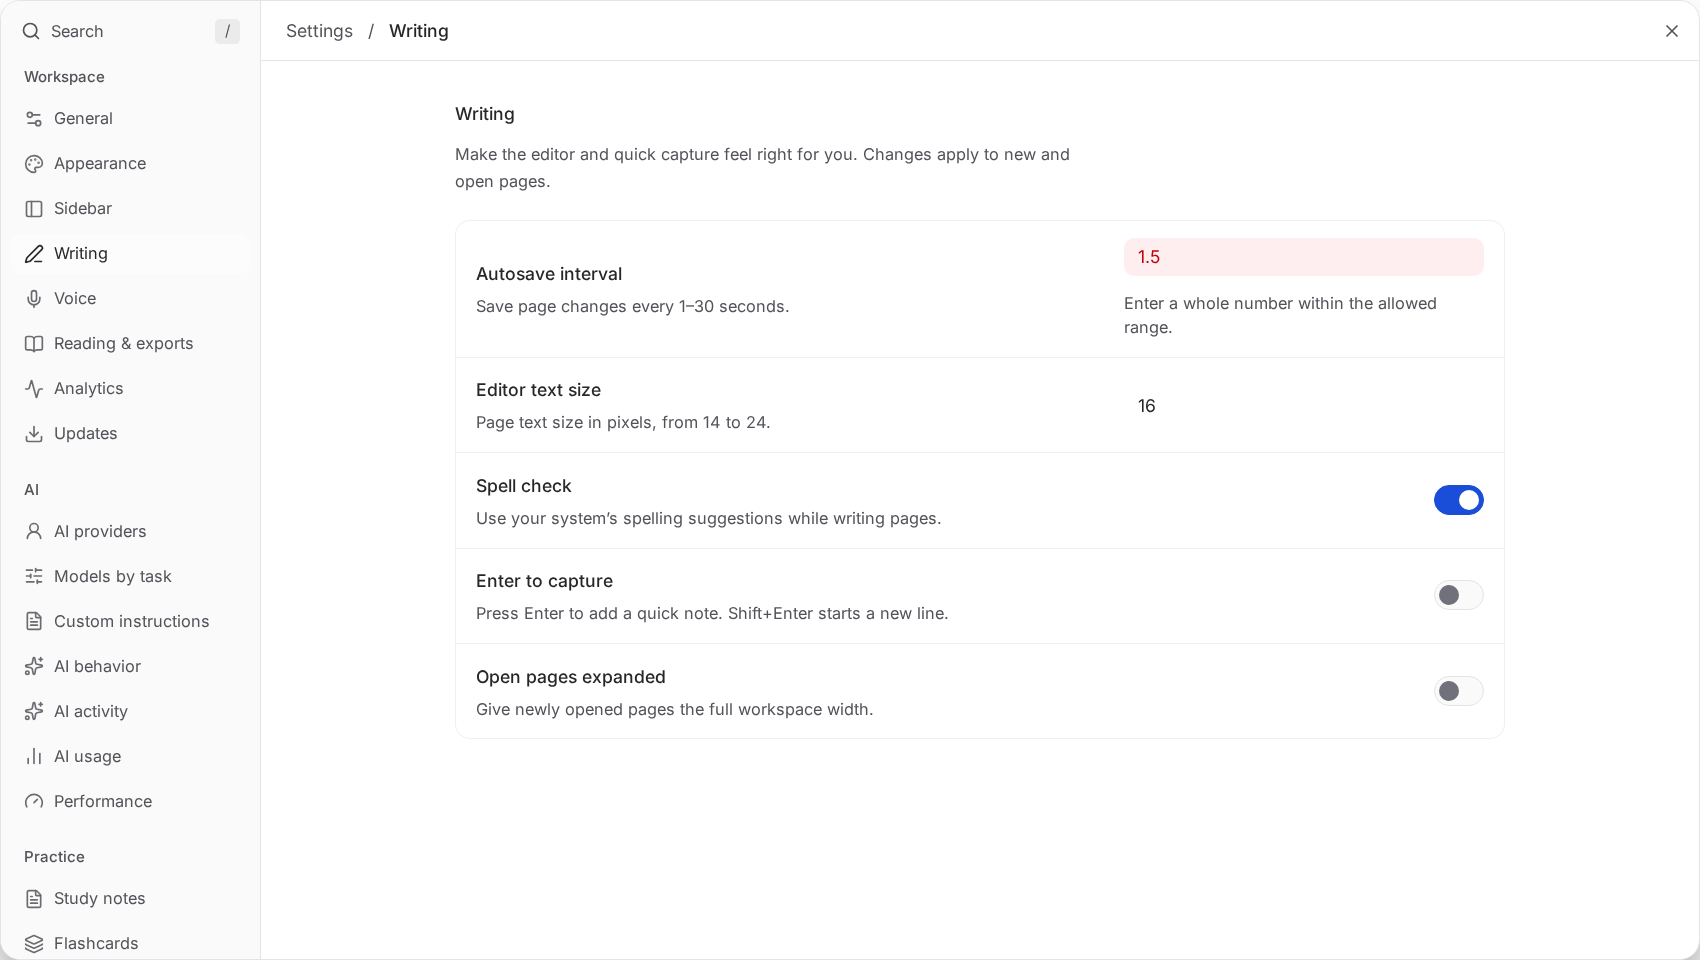 Search
/
Workspace
General
Appearance
Sidebar
Writing
Voice
Reading & exports
Analytics
Updates
AI
AI providers
Models by task
Custom instructions
AI behavior
AI activity
AI usage
Performance
Practice
Study notes
Flashcards
Settings / Writing
Writing
Make the editor and quick capture feel right for you. Changes apply to new and
open pages.
Autosave interval
Save page changes every 1–30 seconds.
1.5
Enter a whole number within the allowed
range.
Editor text size
Page text size in pixels, from 14 to 24.
16
Spell check
Use your system’s spelling suggestions while writing pages.
Enter to capture
Press Enter to add a quick note. Shift+Enter starts a new line.
Open pages expanded
Give newly opened pages the full workspace width.